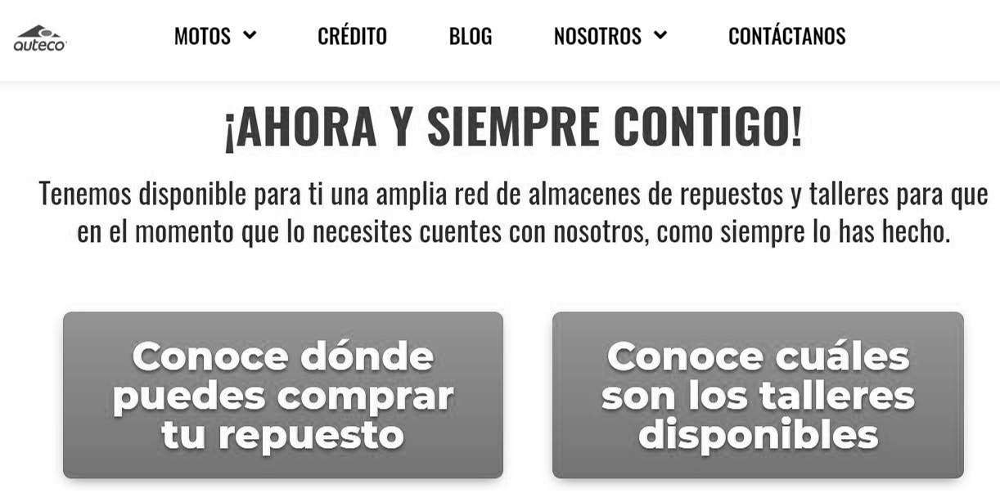 auteco
MOTOS
CRÉDITO
BLOG
NOSOTROS
CONTÁCTANOS
¡AHORA Y SIEMPRE CONTIGO!
Tenemos disponible para ti una amplia red de almacenes de repuestos y talleres para que
en el momento que lo necesites cuentes con nosotros, como siempre lo has hecho.
Conoce dónde
puedes comprar
tu repuesto
Conoce cuáles
son los talleres
disponibles